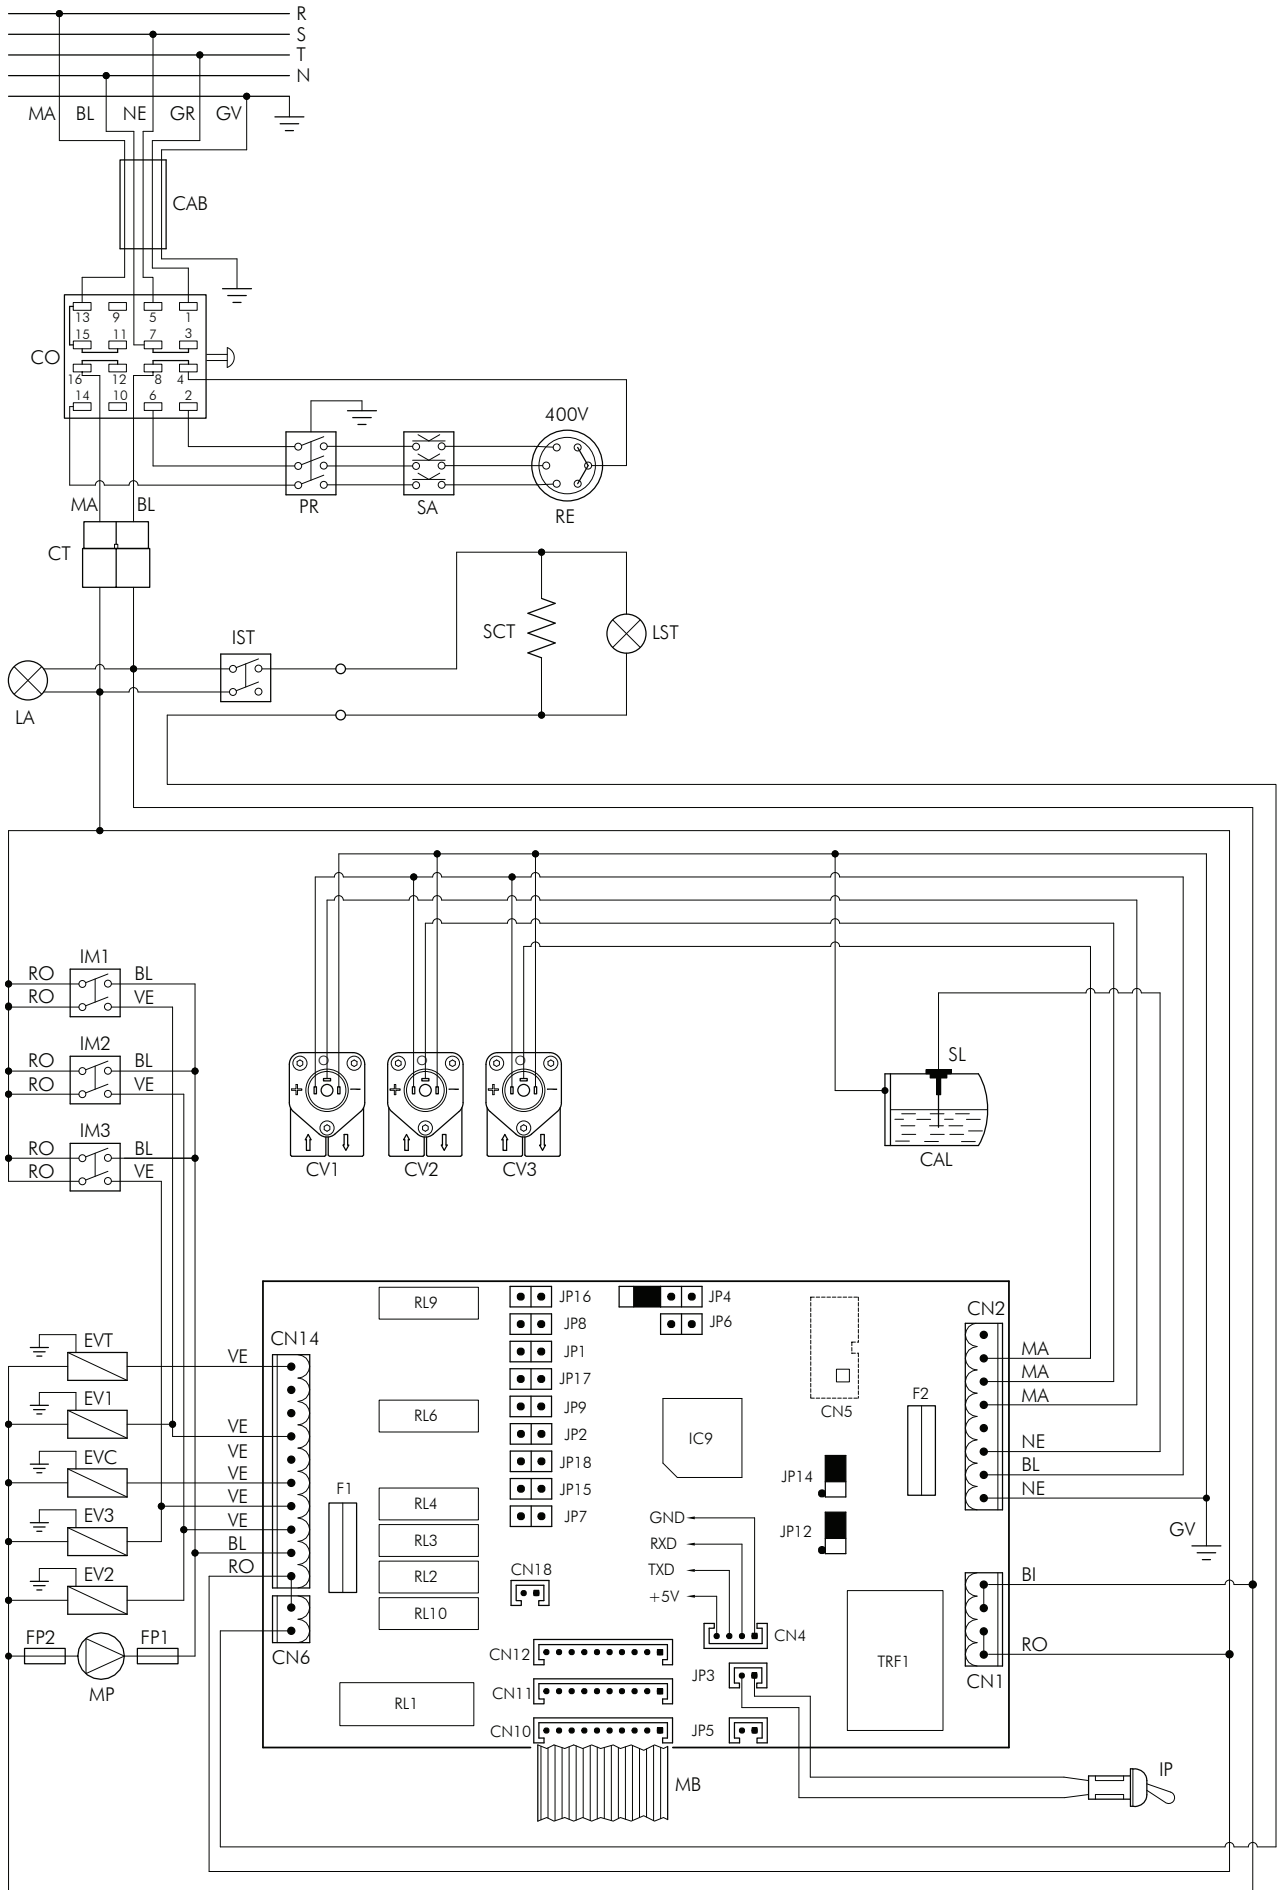 R
S
T
N
MA BL NE GR GV
CAB
13 9 5 1
15 11 7 3
CO
16 12 8 4
14 10 6 2
400V
MA BL
PR SA RE
CT
IST
SCT LST
LA
IM1
RO BL
RO VE
IM2
RO BL
RO VE
IM3
RO BL
RO VE
SL
CV1 CV2 CV3 CAL
RL9 JP16 JP4
JP8 JP6
CN2
EVT CN14
VE JP1 MA
JP17 MA
EV1 MA
RL6 JP9 CN5 F2
VE JP2 IC9 NE
EVC VE JP18 BL
VE JP15 JP14 NE
F1
EV3 VE RL4 JP7
VE GND JP12 GV
BL RL3 RXD
EV2 RO RL2 CN18 TXD BI
RL10 +5V
FP2 FP1 CN4
MP CN6 CN12 TRF1 RO
JP3 CN1
RL1 CN11
CN10 JP5
MB IP